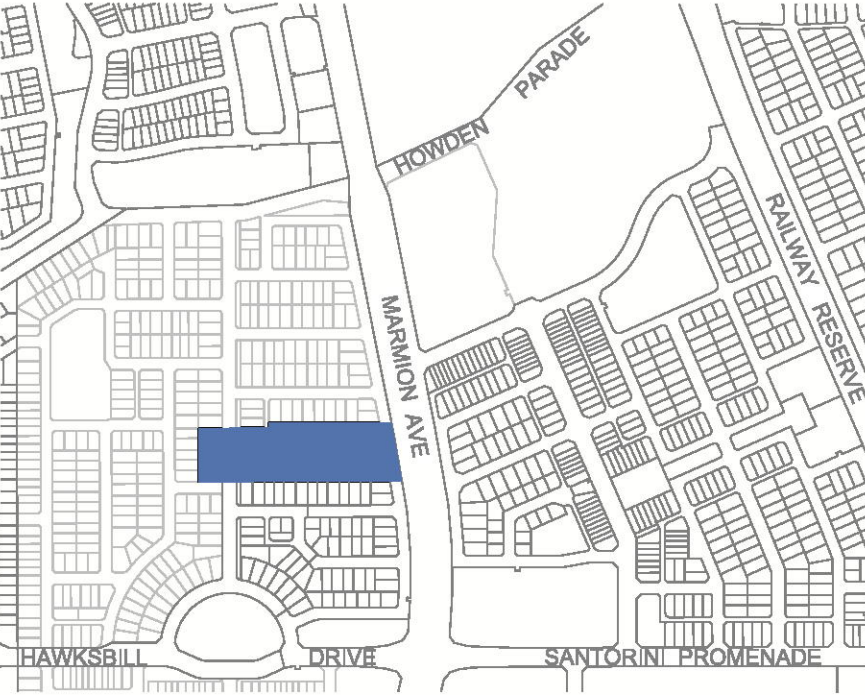 HOWDEN PARADE
RAILWAY RESERVE
MARMION AVE
HAWKSBILL DRIVE
SANTORINI PROMENADE